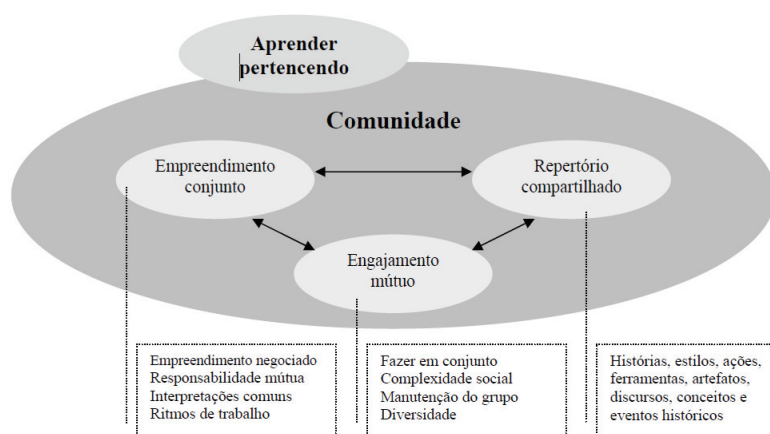 Aprender
pertencendo
Comunidade
Empreendimento
conjunto
Repertório
compartilhado
Engajamento
mútuo
Empreendimento negociado
Responsabilidade mútua
Interpretações comuns
Ritmos de trabalho
Fazer em conjunto
Complexidade social
Manutenção do grupo
Diversidade
Histórias, estilos, ações,
ferramentas, artefatos,
discursos, conceitos e
eventos históricos